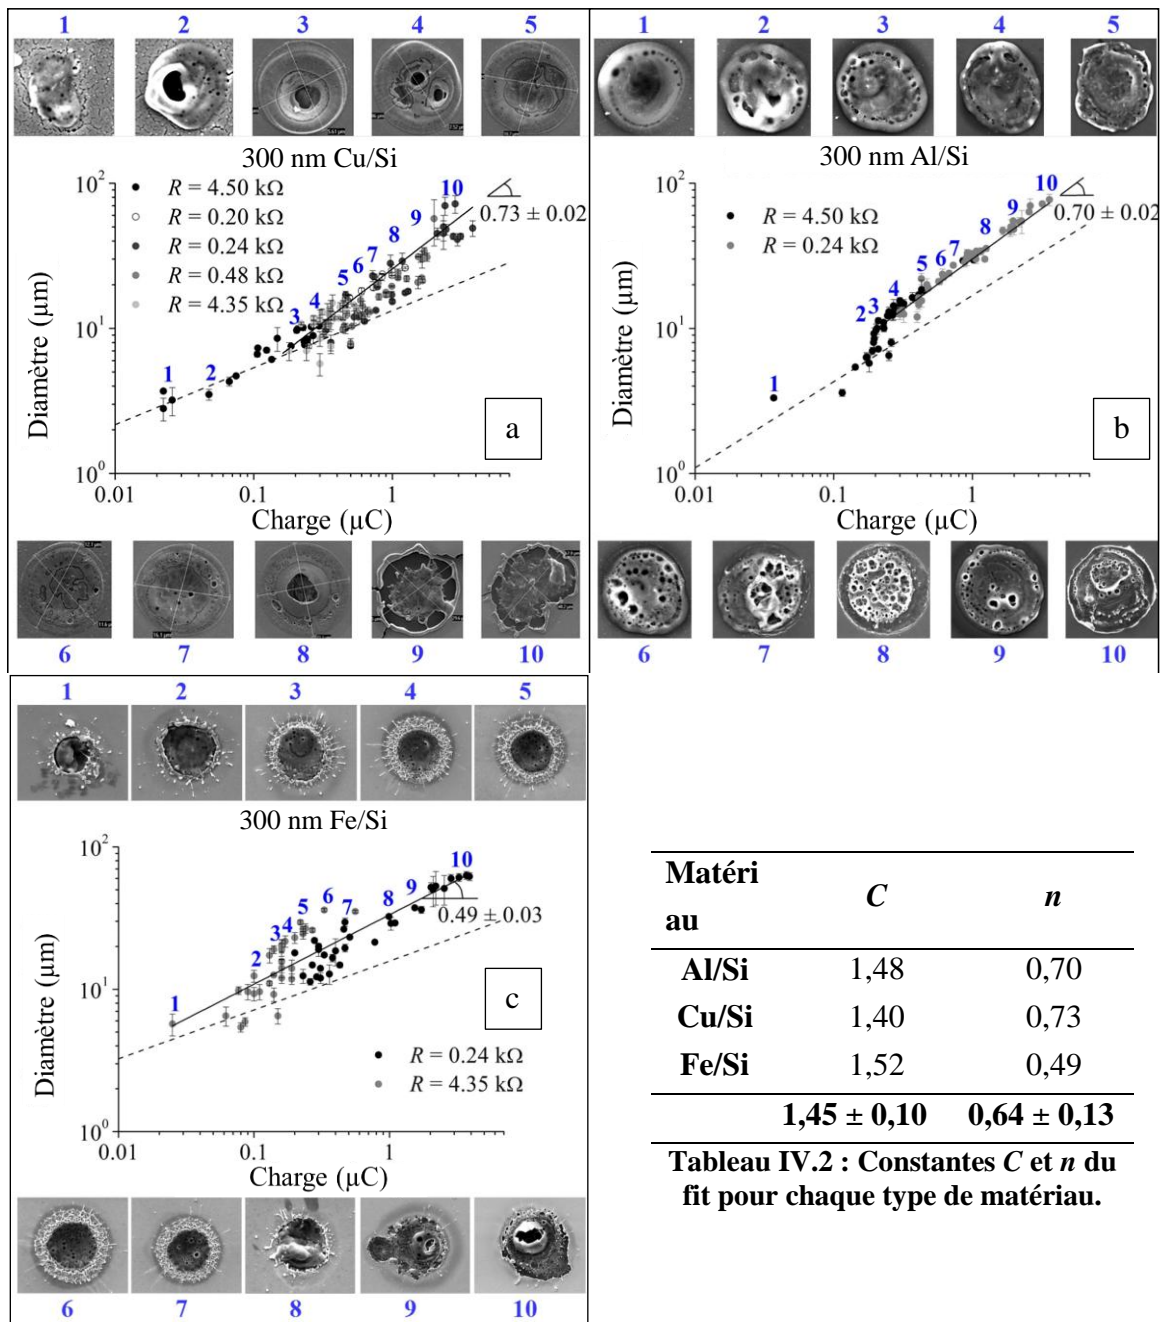 1 2 3 4 5
300 nm Cu/Si
10²
10¹
10⁰
Diamètre (µm)
R = 4.50 kΩ
R = 0.20 kΩ
R = 0.24 kΩ
R = 0.48 kΩ
R = 4.35 kΩ
1 2 3 4 5 6 7 8 9 10
0.73 ± 0.02
a
0.01 0.1 1
Charge (µC)
6 7 8 9 10
1 2 3 4 5
300 nm Al/Si
10²
10¹
10⁰
Diamètre (µm)
R = 4.50 kΩ
R = 0.24 kΩ
1 2 3 4 5 6 7 8 9 10
0.70 ± 0.02
b
0.01 0.1 1
Charge (µC)
6 7 8 9 10
1 2 3 4 5
300 nm Fe/Si
10²
10¹
10⁰
Diamètre (µm)
1 2 3 4 5 6 7 8 9 10
0.49 ± 0.03
c
R = 0.24 kΩ
R = 4.35 kΩ
0.01 0.1 1
Charge (µC)
6 7 8 9 10
Matéri
au C n
Al/Si 1,48 0,70
Cu/Si 1,40 0,73
Fe/Si 1,52 0,49
1,45 ± 0,10 0,64 ± 0,13
Tableau IV.2 : Constantes C et n du
fit pour chaque type de matériau.